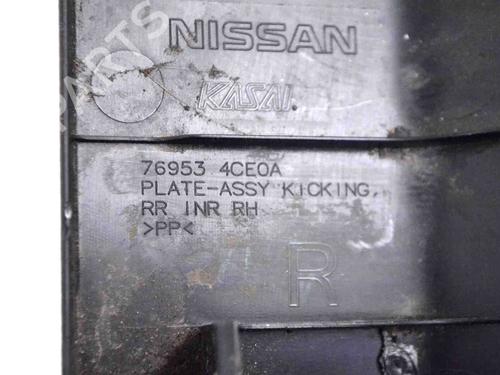 NISSAN
KASAI
76953 4CE0A
PLATE-ASSY KICKING,
RR INR RH
>PP<
R